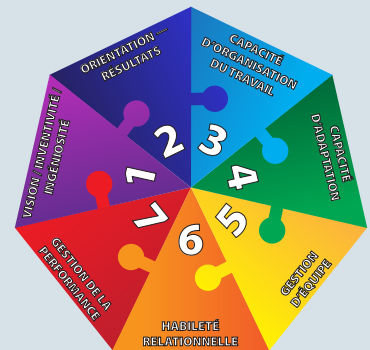 VISION / INVENTIVITÉ /
INGÉNIOSITÉ
1
ORIENTATION —
RÉSULTATS
2
CAPACITÉ
D'ORGANISATION
DU TRAVAIL
3
CAPACITÉ
D'ADAPTATION
4
GESTION
D'ÉQUIPE
5
HABILETÉ
RELATIONNELLE
6
GESTION DE LA
PERFORMANCE
7